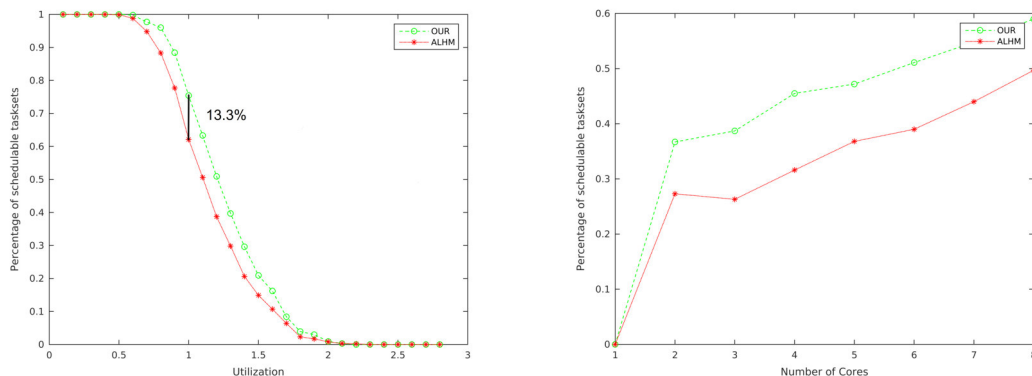 1
0.9
0.8
0.7
0.6
0.5
0.4
0.3
0.2
0.1
0
Percentage of schedulable tasksets
0 0.5 1 1.5 2 2.5 3
Utilization
OUR
ALHM
13.3%
0.6
0.5
0.4
0.3
0.2
0.1
0
Percentage of schedulable tasksets
1 2 3 4 5 6 7 8
Number of Cores
OUR
ALHM